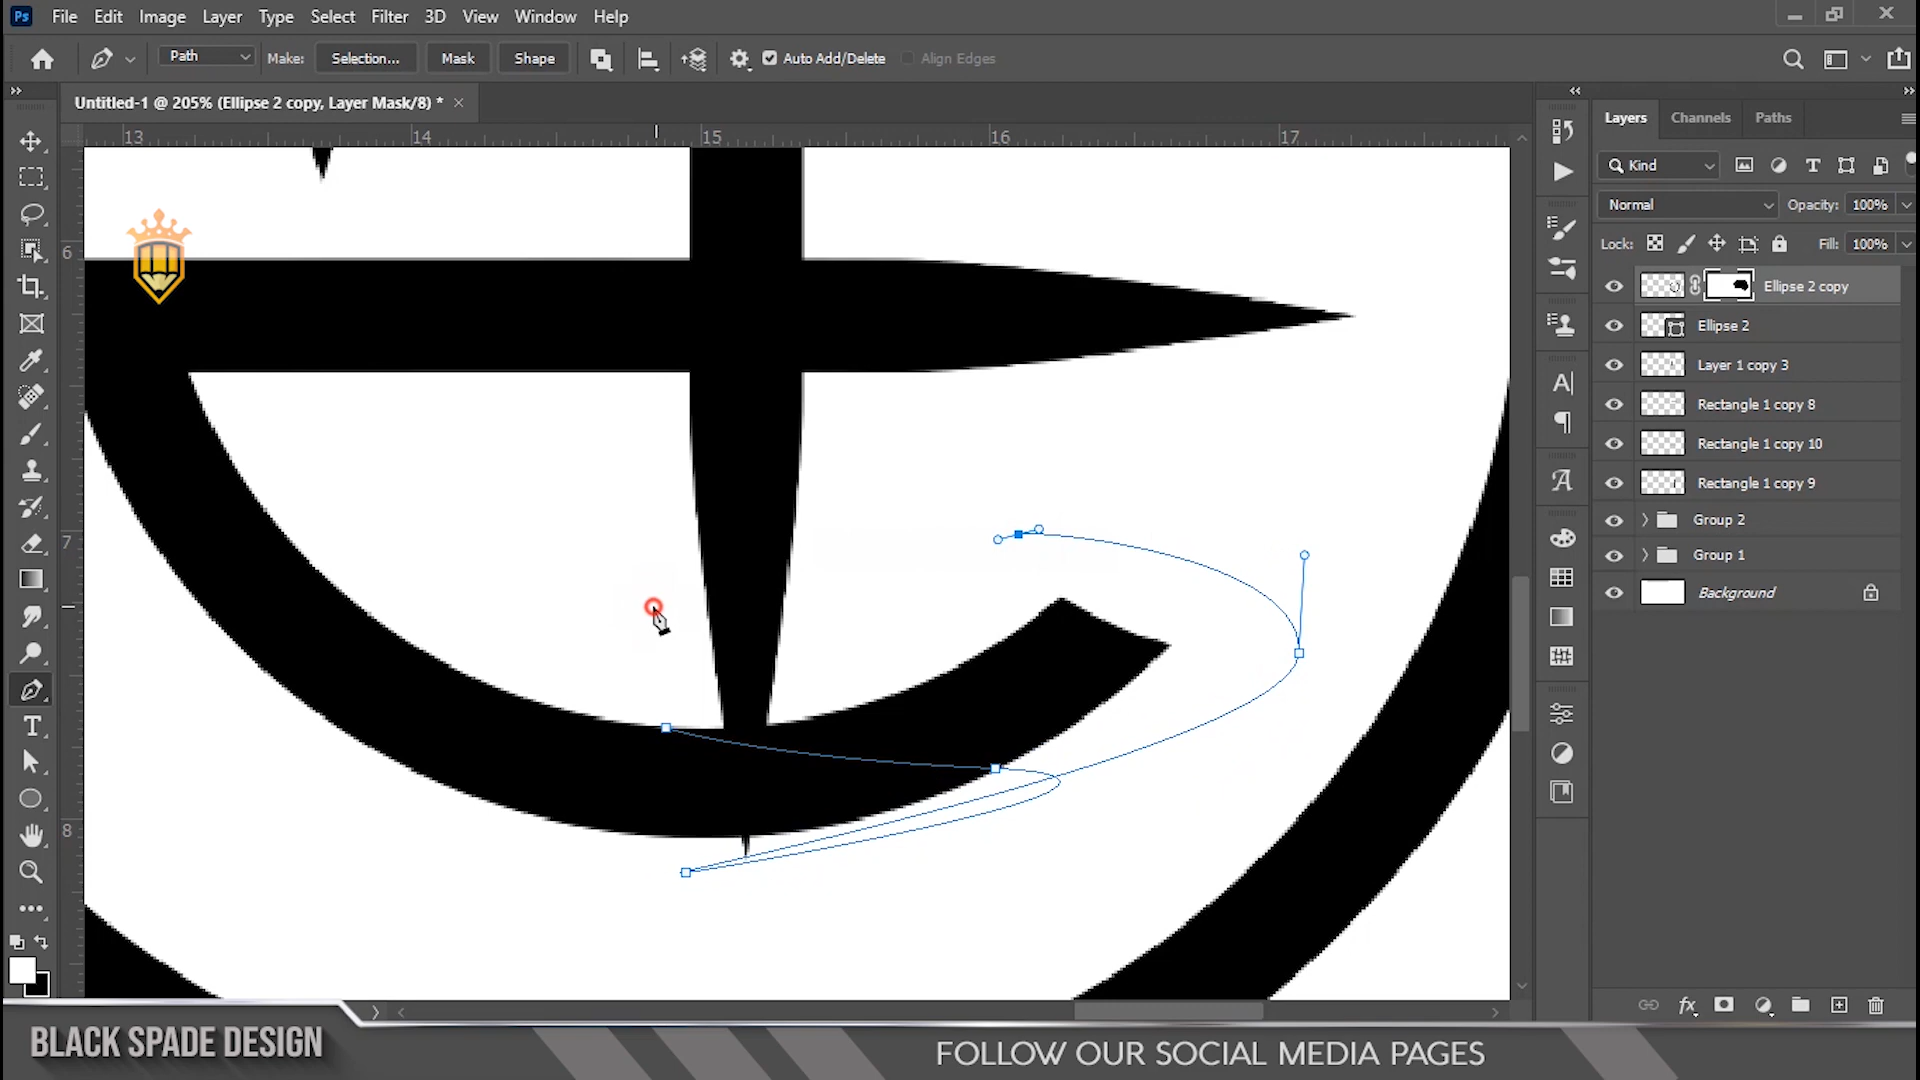 Ps File Edit Image Layer Type Select Filter 3D View Window Help
Path Make: Selection... Mask Shape Auto Add/Delete Align Edges
Untitled-1 @ 205% (Ellipse 2 copy, Layer Mask/8) *
13 14 15 16 17
6
7
8
Layers Channels Paths
Kind
Normal Opacity: 100%
Lock: Fill: 100%
Ellipse 2 copy
Ellipse 2
Layer 1 copy 3
Rectangle 1 copy 8
Rectangle 1 copy 10
Rectangle 1 copy 9
Group 2
Group 1
Background
BLACK SPADE DESIGN
FOLLOW OUR SOCIAL MEDIA PAGES